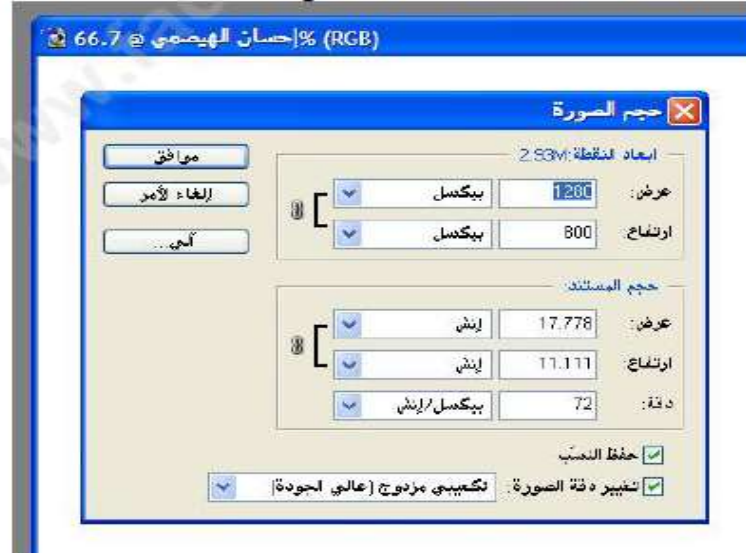 إحسان الهيصمي @ 66.7% (RGB)
حجم الصورة
ابعاد النقطة: 2.93M
عرض: 1280 بيكسل
ارتفاع: 800 بيكسل
موافق
إلغاء الأمر
آلي...
حجم المستند:
عرض: 17.778 إنش
ارتفاع: 11.111 إنش
دقة: 72 بيكسل/إنش
حفظ النسب
تغيير دقة الصورة: تكعيبي مزدوج (عالي الجودة)